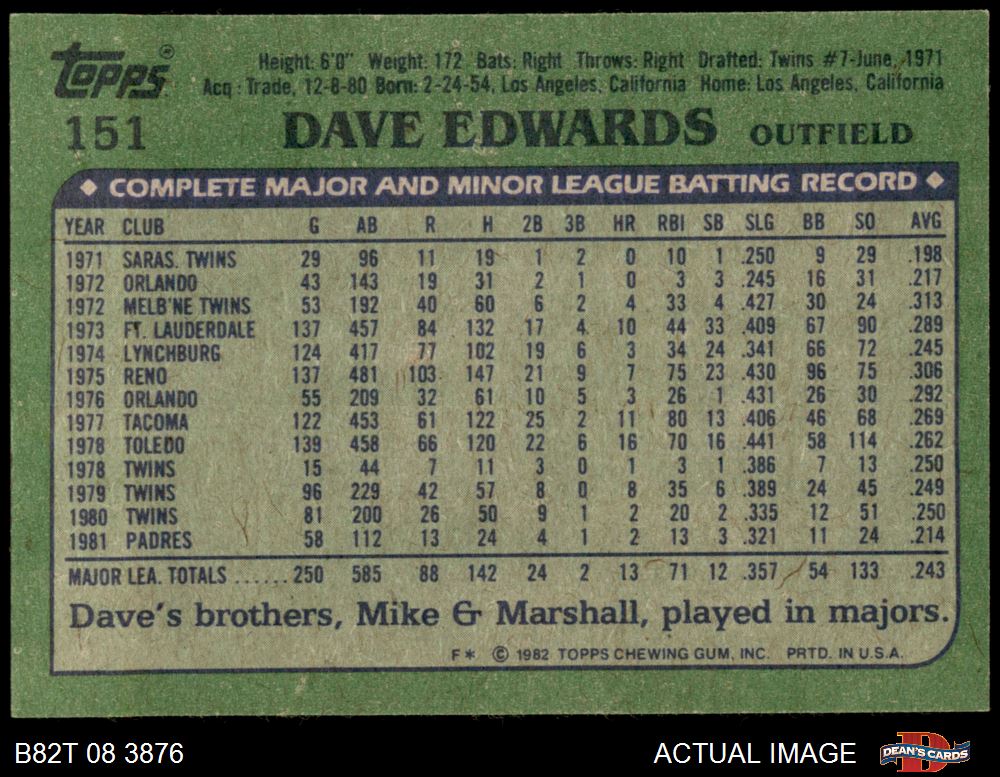 topps®
Height: 6'0" Weight: 172 Bats: Right Throws: Right Drafted: Twins #7-June, 1971
Acq: Trade, 12-8-80 Born: 2-24-54, Los Angeles, California Home: Los Angeles, California
151 DAVE EDWARDS OUTFIELD
◆ COMPLETE MAJOR AND MINOR LEAGUE BATTING RECORD ◆
YEAR CLUB G AB R H 2B 3B HR RBI SB SLG BB SO AVG
1971 SARAS. TWINS 29 96 11 19 1 2 0 10 1 .250 9 29 .198
1972 ORLANDO 43 143 19 31 2 1 0 3 3 .245 16 31 .217
1972 MELB'NE TWINS 53 192 40 60 6 2 4 33 4 .427 30 24 .313
1973 FT. LAUDERDALE 137 457 84 132 17 4 10 44 33 .409 67 90 .289
1974 LYNCHBURG 124 417 77 102 19 6 3 34 24 .341 66 72 .245
1975 RENO 137 481 103 147 21 9 7 75 23 .430 96 75 .306
1976 ORLANDO 55 209 32 61 10 5 3 26 1 .431 26 30 .292
1977 TACOMA 122 453 61 122 25 2 11 80 13 .406 46 68 .269
1978 TOLEDO 139 458 66 120 22 6 16 70 16 .441 58 114 .262
1978 TWINS 15 44 7 11 3 0 1 3 1 .386 7 13 .250
1979 TWINS 96 229 42 57 8 0 8 35 6 .389 24 45 .249
1980 TWINS 81 200 26 50 9 1 2 20 2 .335 12 51 .250
1981 PADRES 58 112 13 24 4 1 2 13 3 .321 11 24 .214
MAJOR LEA. TOTALS ...... 250 585 88 142 24 2 13 71 12 .357 54 133 .243
Dave's brothers, Mike & Marshall, played in majors.
F* © 1982 TOPPS CHEWING GUM, INC. PRTD. IN U.S.A.
B82T 08 3876 ACTUAL IMAGE D DEAN'S CARDS